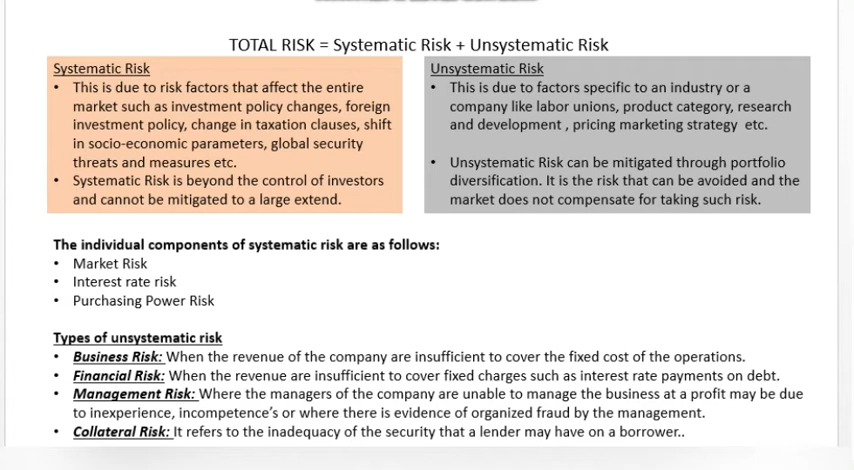 TOTAL RISK = Systematic Risk + Unsystematic Risk
Systematic Risk
• This is due to risk factors that affect the entire
market such as investment policy changes, foreign
investment policy, change in taxation clauses, shift
in socio-economic parameters, global security
threats and measures etc.
• Systematic Risk is beyond the control of investors
and cannot be mitigated to a large extend.
Unsystematic Risk
• This is due to factors specific to an industry or a
company like labor unions, product category, research
and development , pricing marketing strategy etc.
• Unsystematic Risk can be mitigated through portfolio
diversification. It is the risk that can be avoided and the
market does not compensate for taking such risk.
The individual components of systematic risk are as follows:
• Market Risk
• Interest rate risk
• Purchasing Power Risk
Types of unsystematic risk
• Business Risk: When the revenue of the company are insufficient to cover the fixed cost of the operations.
• Financial Risk: When the revenue are insufficient to cover fixed charges such as interest rate payments on debt.
• Management Risk: Where the managers of the company are unable to manage the business at a profit may be due
to inexperience, incompetence's or where there is evidence of organized fraud by the management.
• Collateral Risk: It refers to the inadequacy of the security that a lender may have on a borrower..